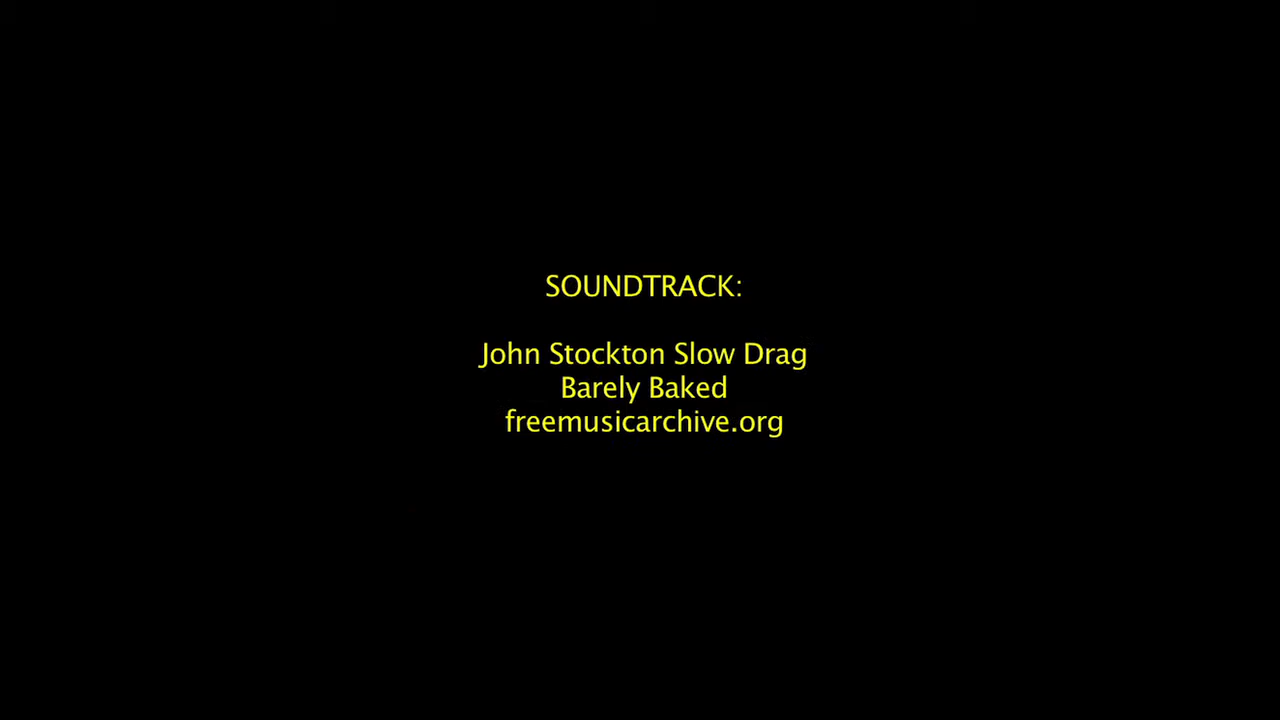 SOUNDTRACK:
John Stockton Slow Drag
Barely Baked
freemusicarchive.org